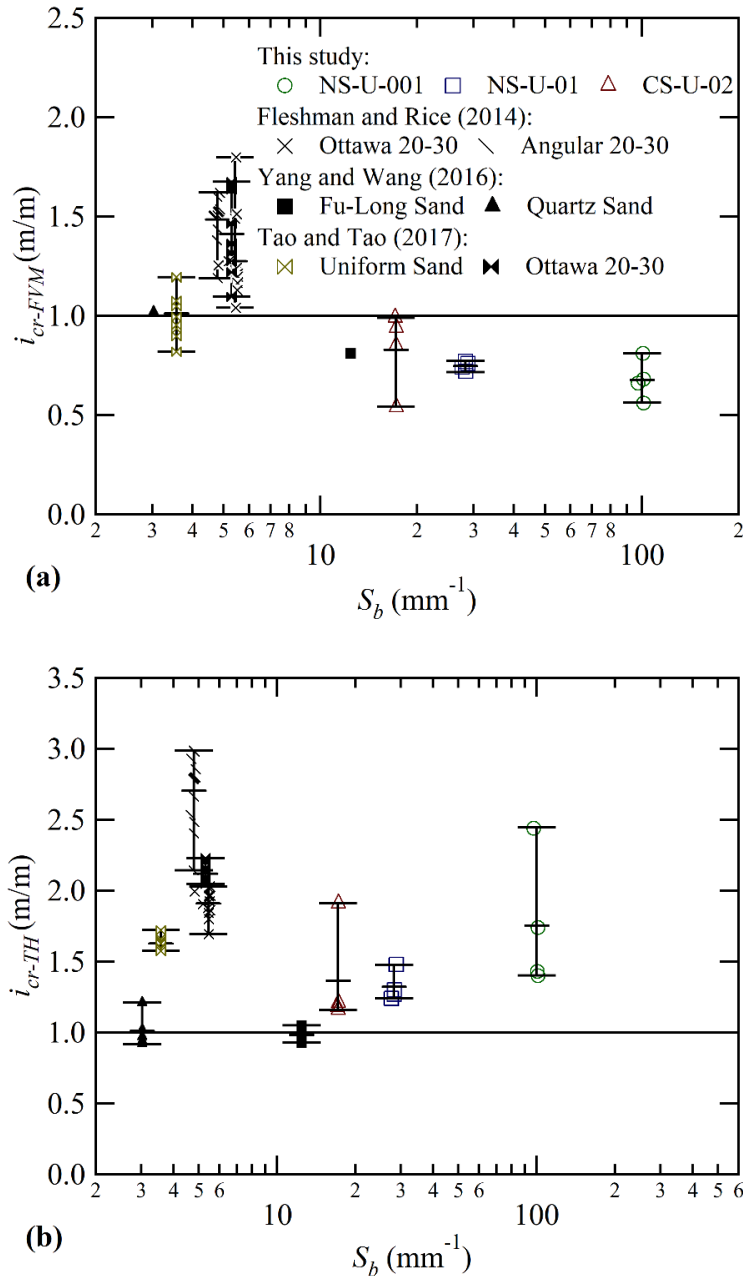 2.5
2.0
1.5
1.0
0.5
0.0
i_cr-FVM (m/m)
This study:
NS-U-001 NS-U-01 CS-U-02
Fleshman and Rice (2014):
Ottawa 20-30 Angular 20-30
Yang and Wang (2016):
Fu-Long Sand Quartz Sand
Tao and Tao (2017):
Uniform Sand Ottawa 20-30
2 3 4 5 6 7 8 2 3 4 5 6 7 8
10 100
(a)
S_b (mm⁻¹)
3.5
3.0
2.5
2.0
1.5
1.0
0.5
0.0
i_cr-TH (m/m)
2 3 4 5 6 2 3 4 5 6 2 3 4 5 6
10 100
(b)
S_b (mm⁻¹)